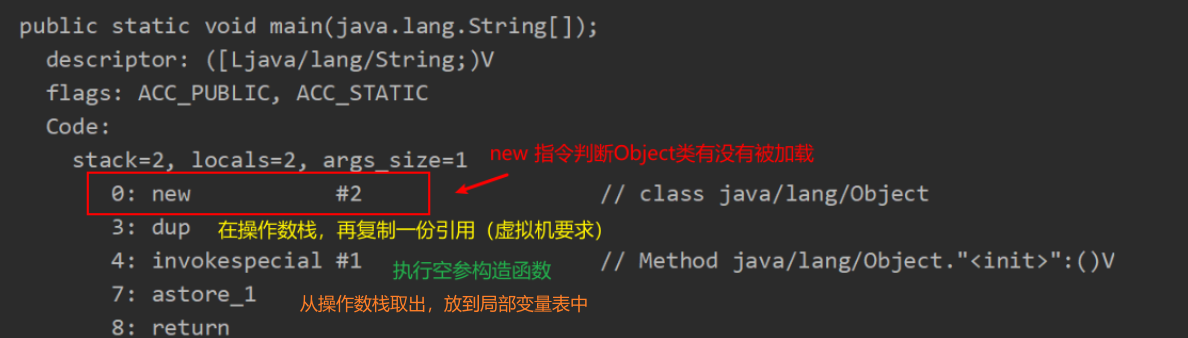 public static void main(java.lang.String[]);
descriptor: ([Ljava/lang/String;)V
flags: ACC_PUBLIC, ACC_STATIC
Code:
stack=2, locals=2, args_size=1 new 指令判断Object类有没有被加载
0: new #2 // class java/lang/Object
3: dup 在操作数栈，再复制一份引用（虚拟机要求）
4: invokespecial #1 执行空参构造函数 // Method java/lang/Object."<init>":()V
7: astore_1 从操作数栈取出，放到局部变量表中
8: return